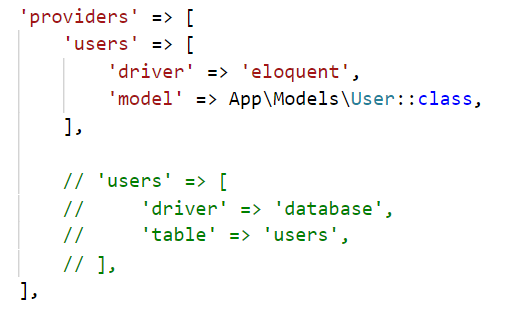 'providers' => [
    'users' => [
        'driver' => 'eloquent',
        'model' => App\Models\User::class,
    ],

    // 'users' => [
    //     'driver' => 'database',
    //     'table' => 'users',
    // ],
],